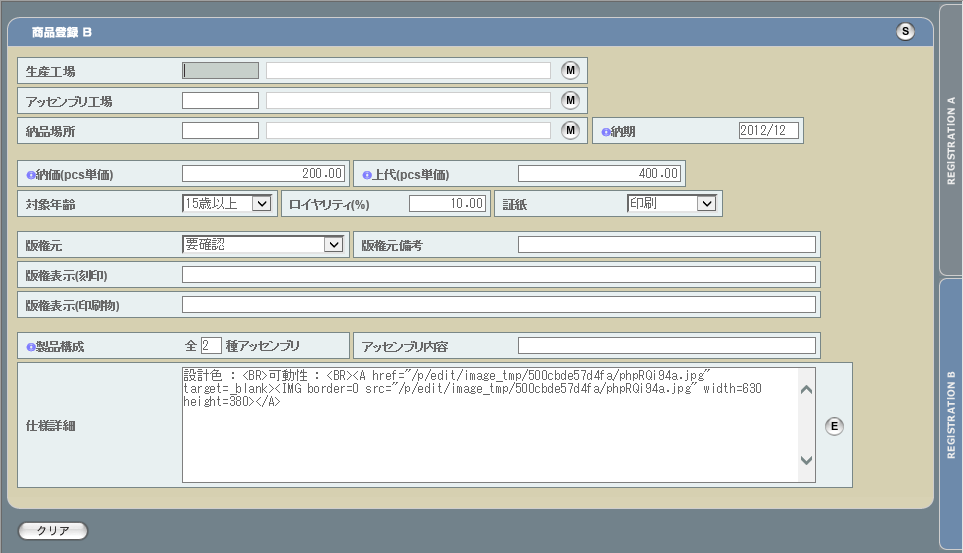 商品登録 B
S
生産工場
M
アッセンブリ工場
M
納品場所
M
納期
2012/12
納価(pcs単価)
200.00
上代(pcs単価)
400.00
対象年齢
15歳以上
ロイヤリティ(%)
10.00
証紙
印刷
版権元
要確認
版権元備考
版権表示(刻印)
版権表示(印刷物)
製品構成
全 2 種アッセンブリ
アッセンブリ内容
仕様詳細
設計色 : <BR>可動性 : <BR><A href="/p/edit/image_tmp/500cbde57d4fa/phpRQi94a.jpg"
target=_blank><IMG border=0 src="/p/edit/image_tmp/500cbde57d4fa/phpRQi94a.jpg" width=630
height=380></A>
E
クリア
REGISTRATION A
REGISTRATION B